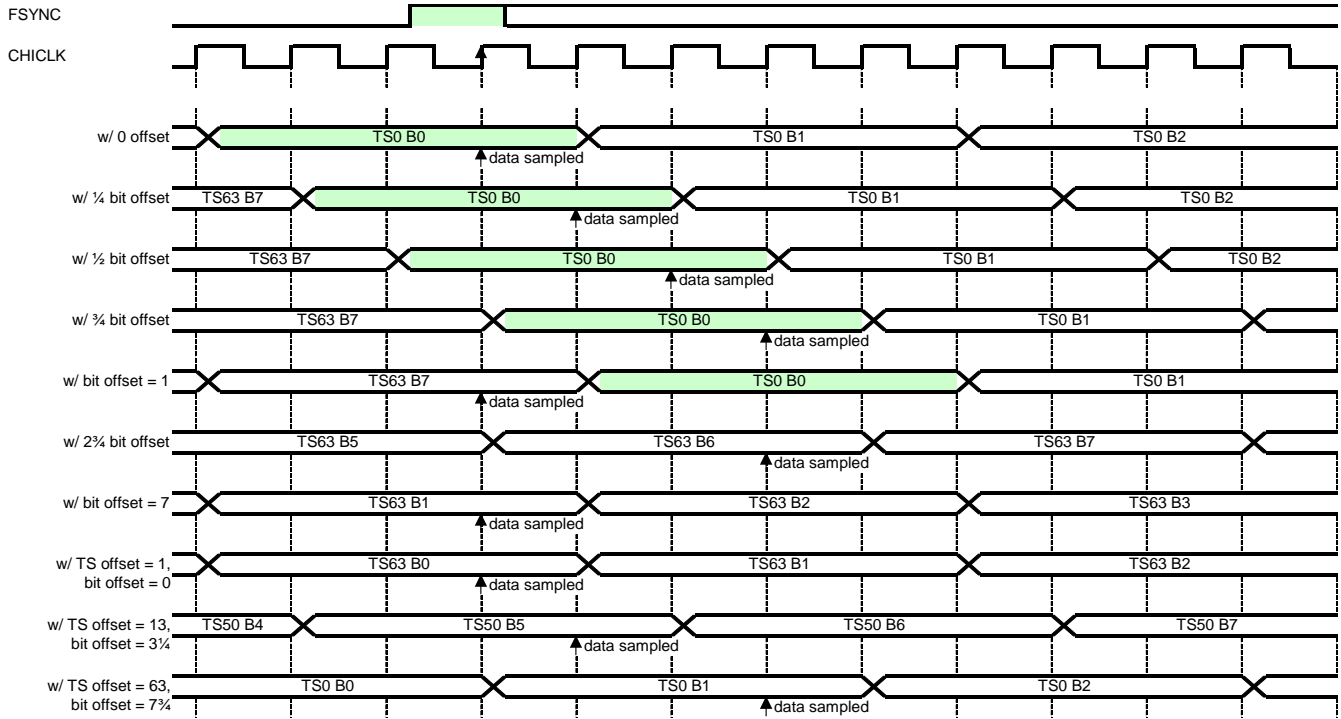 FSYNC
CHICLK
w/ 0 offset
TS0 B0
TS0 B1
TS0 B2
data sampled
w/ ¼ bit offset
TS63 B7
TS0 B0
TS0 B1
TS0 B2
data sampled
w/ ½ bit offset
TS63 B7
TS0 B0
TS0 B1
TS0 B2
data sampled
w/ ¾ bit offset
TS63 B7
TS0 B0
TS0 B1
data sampled
w/ bit offset = 1
TS63 B7
TS0 B0
TS0 B1
data sampled
w/ 2¾ bit offset
TS63 B5
TS63 B6
TS63 B7
data sampled
w/ bit offset = 7
TS63 B1
TS63 B2
TS63 B3
data sampled
w/ TS offset = 1,
bit offset = 0
TS63 B0
TS63 B1
TS63 B2
data sampled
w/ TS offset = 13,
bit offset = 3¼
TS50 B4
TS50 B5
TS50 B6
TS50 B7
data sampled
w/ TS offset = 63,
bit offset = 7¾
TS0 B0
TS0 B1
TS0 B2
data sampled